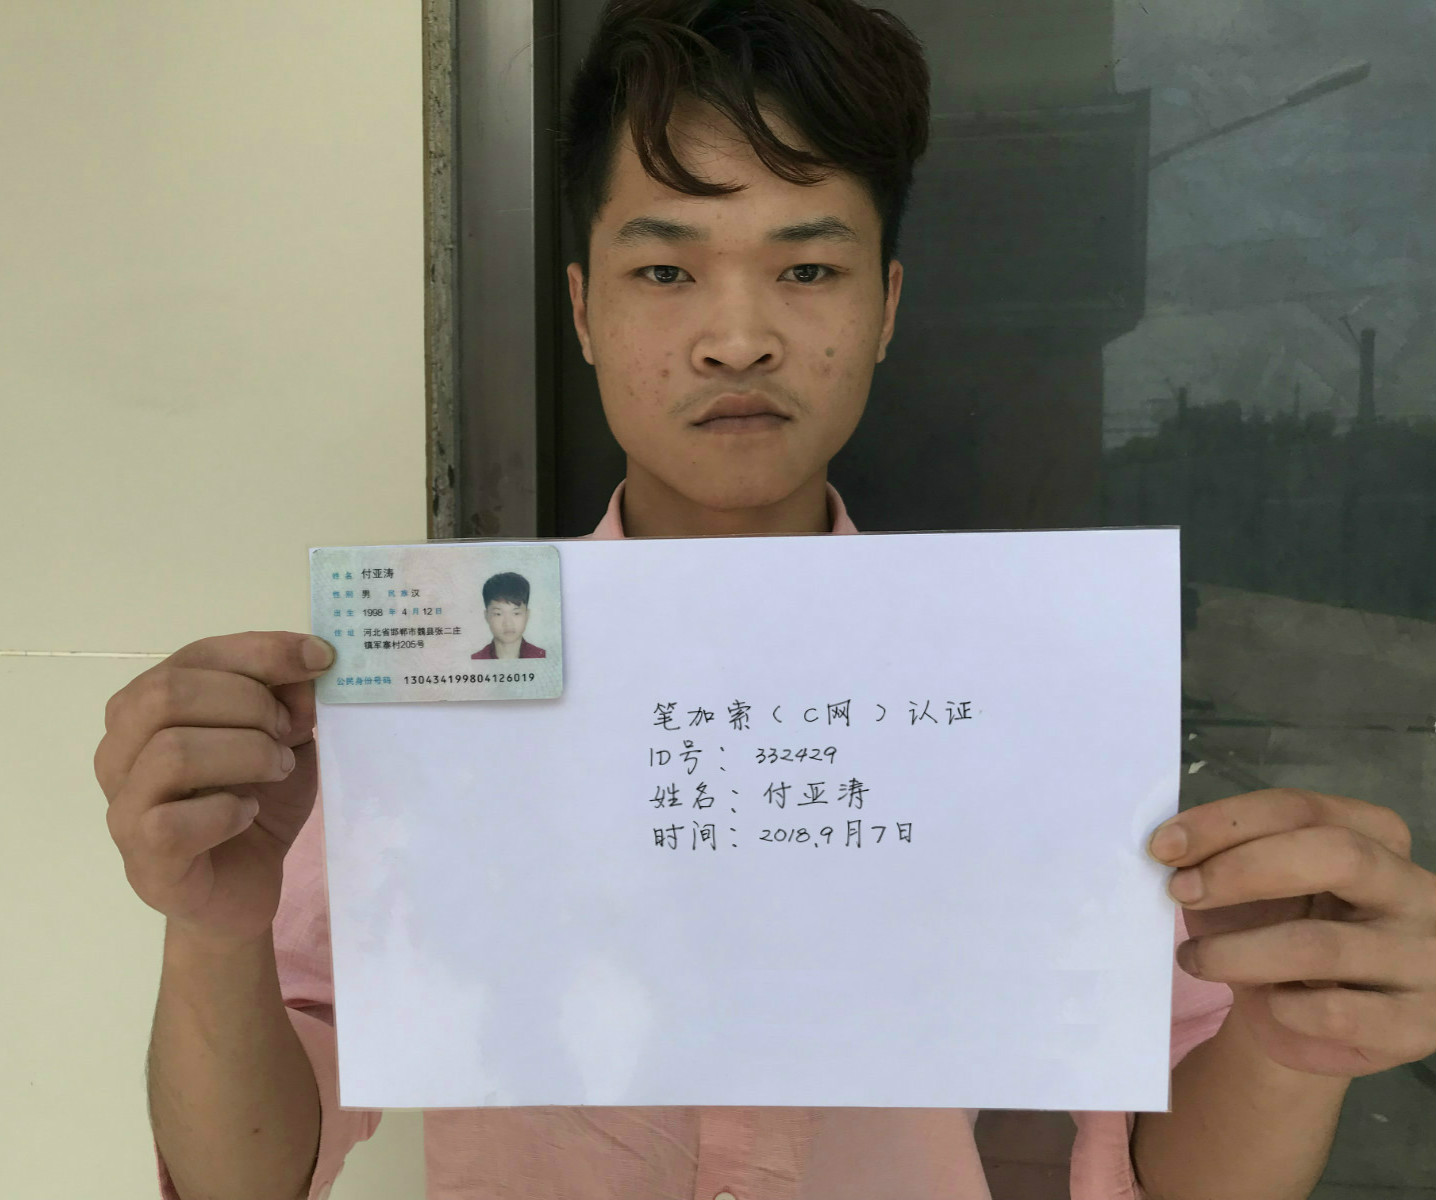 姓名 付亚涛
性别 男 民族 汉
出生 1998 年 4 月 12 日
住址 河北省邯郸市魏县张二庄
镇军寨村205号
公民身份号码 130434199804126019
笔加索（C网）认证
ID号：332429
姓名：付亚涛
时间：2018.9月7日